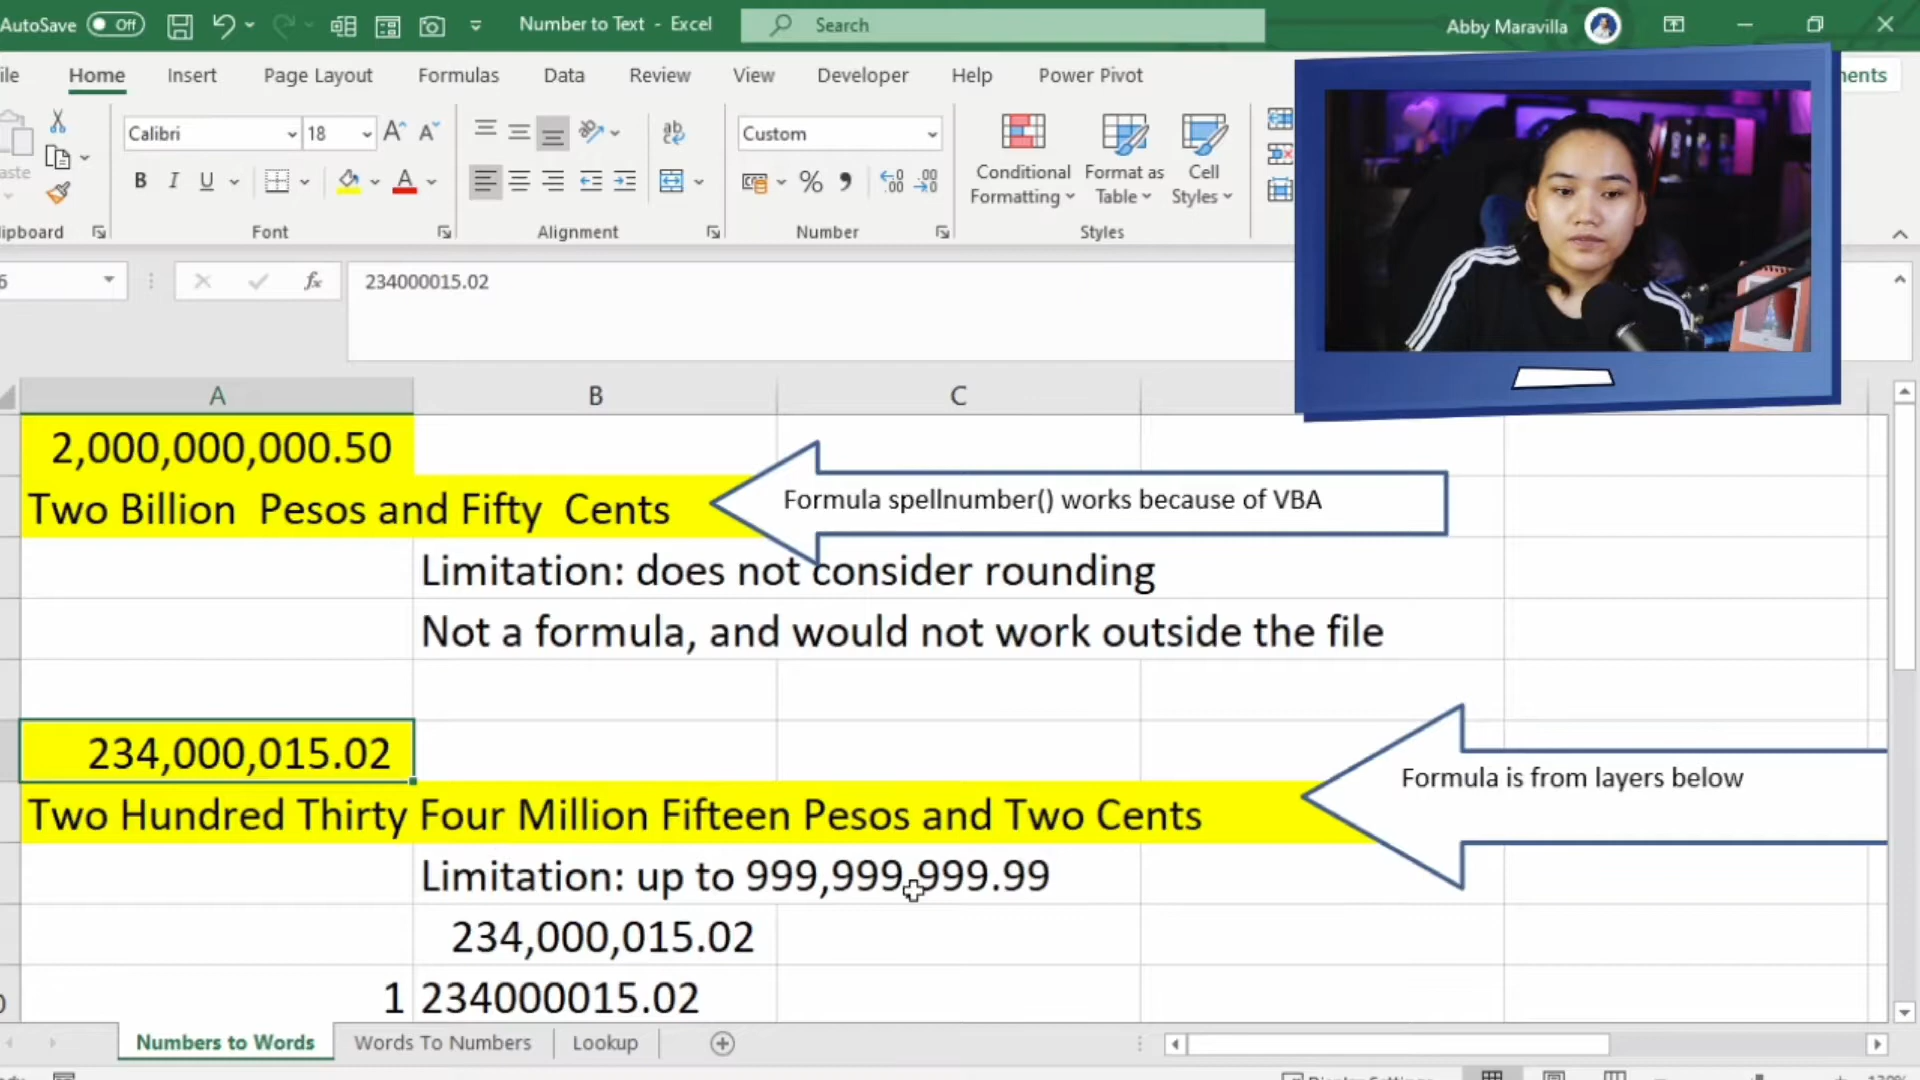 AutoSave Off Number to Text - Excel Search Abby Maravilla
Home Insert Page Layout Formulas Data Review View Developer Help Power Pivot
Calibri 18 Custom
B I U
Conditional Formatting
Format as Table
Cell Styles
Font Alignment Number Styles
234000015.02
A B C
2,000,000,000.50
Two Billion  Pesos and Fifty  Cents
Formula spellnumber() works because of VBA
Limitation: does not consider rounding
Not a formula, and would not work outside the file
234,000,015.02
Formula is from layers below
Two Hundred Thirty Four Million Fifteen Pesos and Two Cents
Limitation: up to 999,999,999.99
234,000,015.02
1 234000015.02
Numbers to Words Words To Numbers Lookup